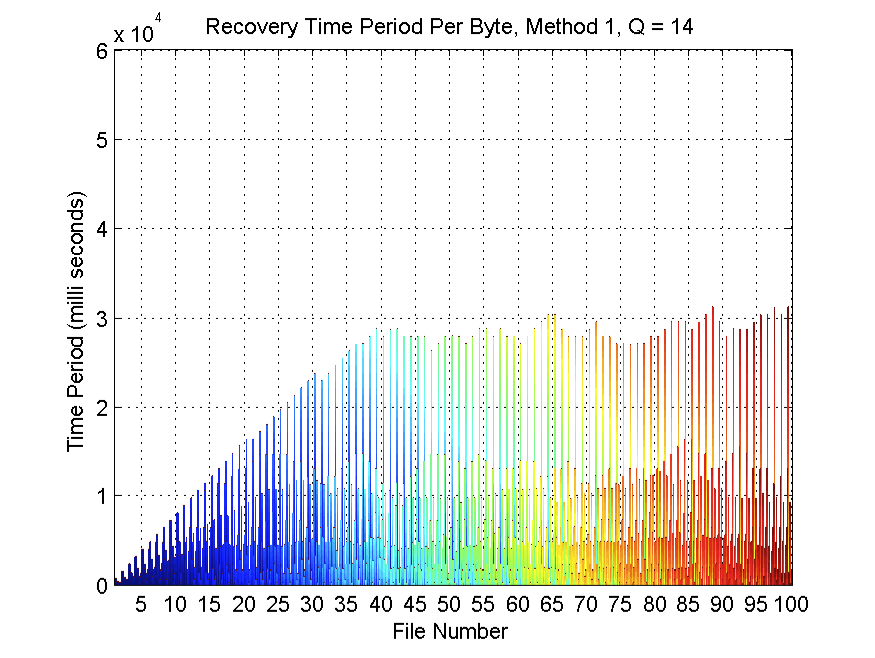 Recovery Time Period Per Byte, Method 1, Q = 14
x 10^4
6
5
4
3
2
1
0
Time Period (milli seconds)
5 10 15 20 25 30 35 40 45 50 55 60 65 70 75 80 85 90 95 100
File Number